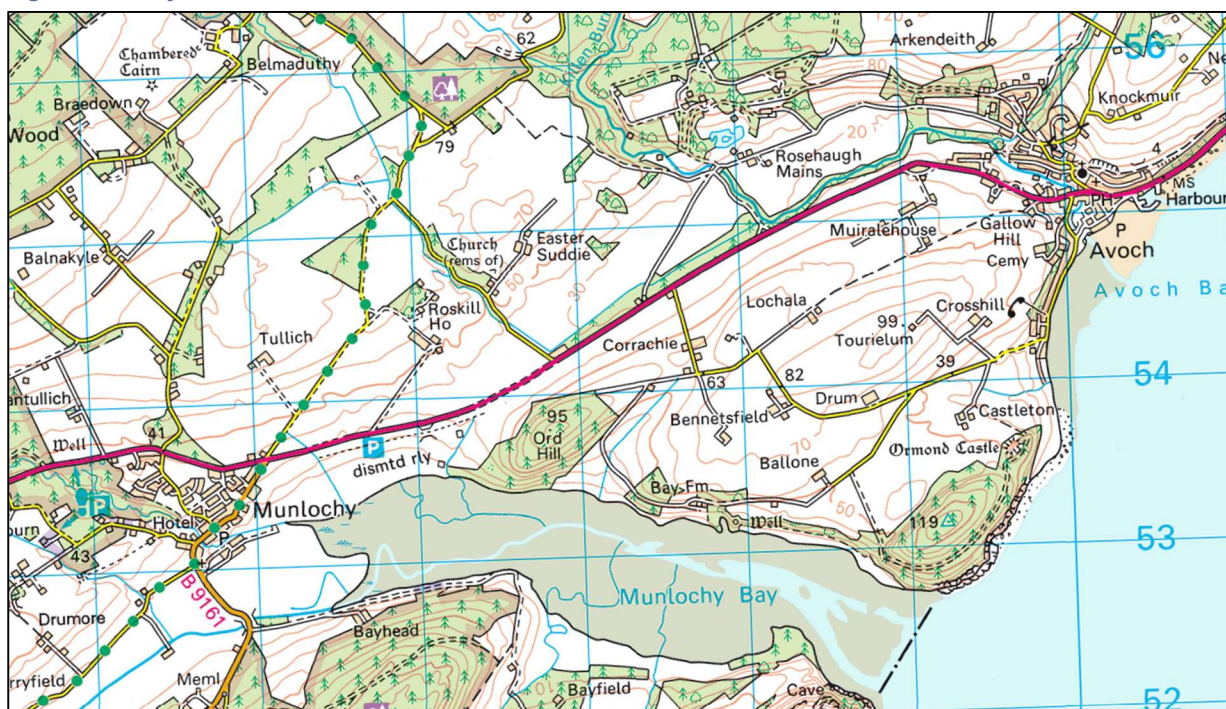 62
Arkendeith
56
Chambered
Cairn
Belmaduthy
80
Braedown
Knockmuir
Wood
79
20
4
Rosehaugh
Mains
MS
Harbour
PH
70
Church
(rems of)
Easter
Suddie
Muiralehouse
Gallow
Hill
Cemy
P
Avoch
Balnakyle
50
30
Avoch Ba
Roskill
Ho
Lochala
Crosshill
Tullich
99
Tourielum
Corrachie
39
54
63
82
antullich
95
Ord
Hill
Drum
Bennetsfield
Castleton
Well
41
P
dismtd rly
70
Ormond Castle
Ballone
P
Bay Fm
50
Hotel
Munlochy
Well
119
ourn
P
43
53
B 9161
Munlochy Bay
Drumore
Bayhead
rryfield
Meml
10
Bayfield
Cave
52